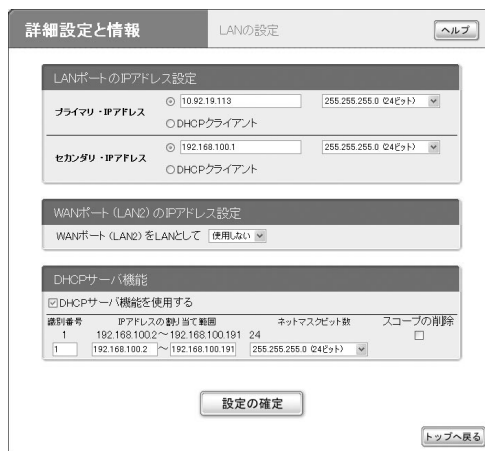 詳細設定と情報 LANの設定 ヘルプ
LANポートのIPアドレス設定
プライマリ・IPアドレス 10.92.19.113 255.255.255.0 (24ビット)
DHCPクライアント
セカンダリ・IPアドレス 192.168.100.1 255.255.255.0 (24ビット)
DHCPクライアント
WANポート(LAN2)のIPアドレス設定
WANポート(LAN2)をLANとして 使用しない
DHCPサーバ機能
DHCPサーバ機能を使用する
識別番号 IPアドレスの割り当て範囲 ネットマスクビット数 スコープの削除
1 192.168.100.2～192.168.100.191 24
1 192.168.100.2 ～ 192.168.100.191 255.255.255.0 (24ビット)
設定の確定
トップへ戻る